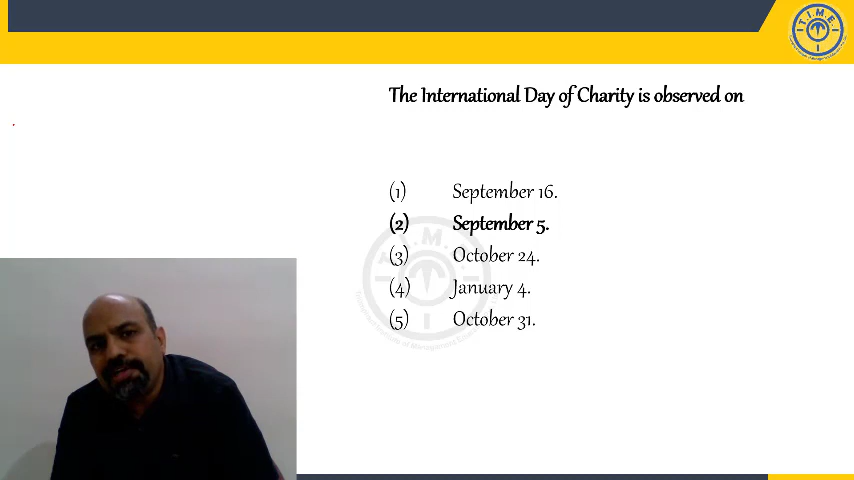 T.I.M.E.
The International Day of Charity is observed on
(1) September 16.
(2) September 5.
(3) October 24.
(4) January 4.
(5) October 31.